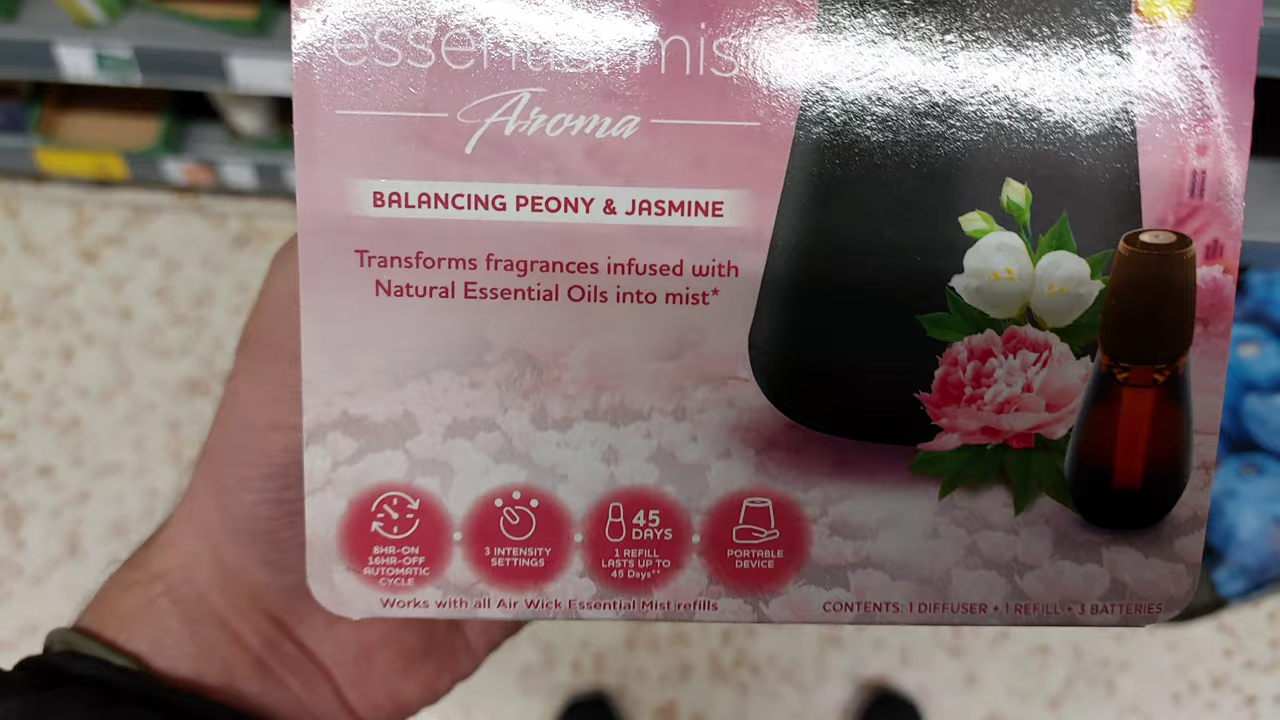 essential mist
Aroma
BALANCING PEONY & JASMINE
Transforms fragrances infused with
Natural Essential Oils into mist*
8HR-ON
16HR-OFF
AUTOMATIC
CYCLE
3 INTENSITY
SETTINGS
45
DAYS
1 REFILL
LASTS UP TO
45 Days**
PORTABLE
DEVICE
Works with all Air Wick Essential Mist refills
CONTENTS: 1 DIFFUSER + 1 REFILL + 3 BATTERIES